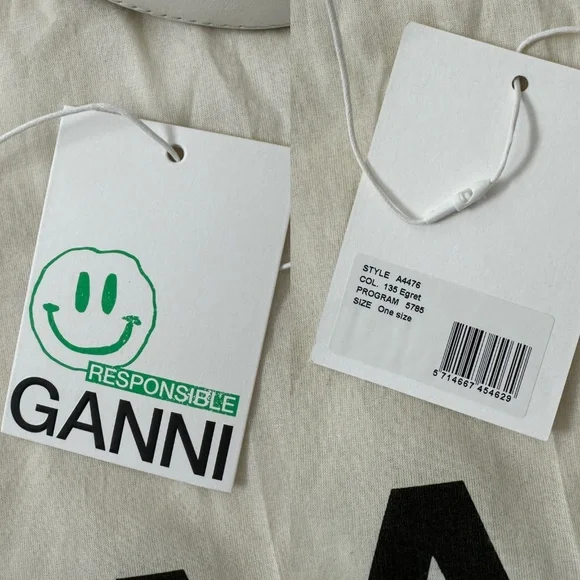 RESPONSIBLE
GANNI
STYLE A4476
COL. 135 Egret
PROGRAM 5785
SIZE One size
5 714667 454629